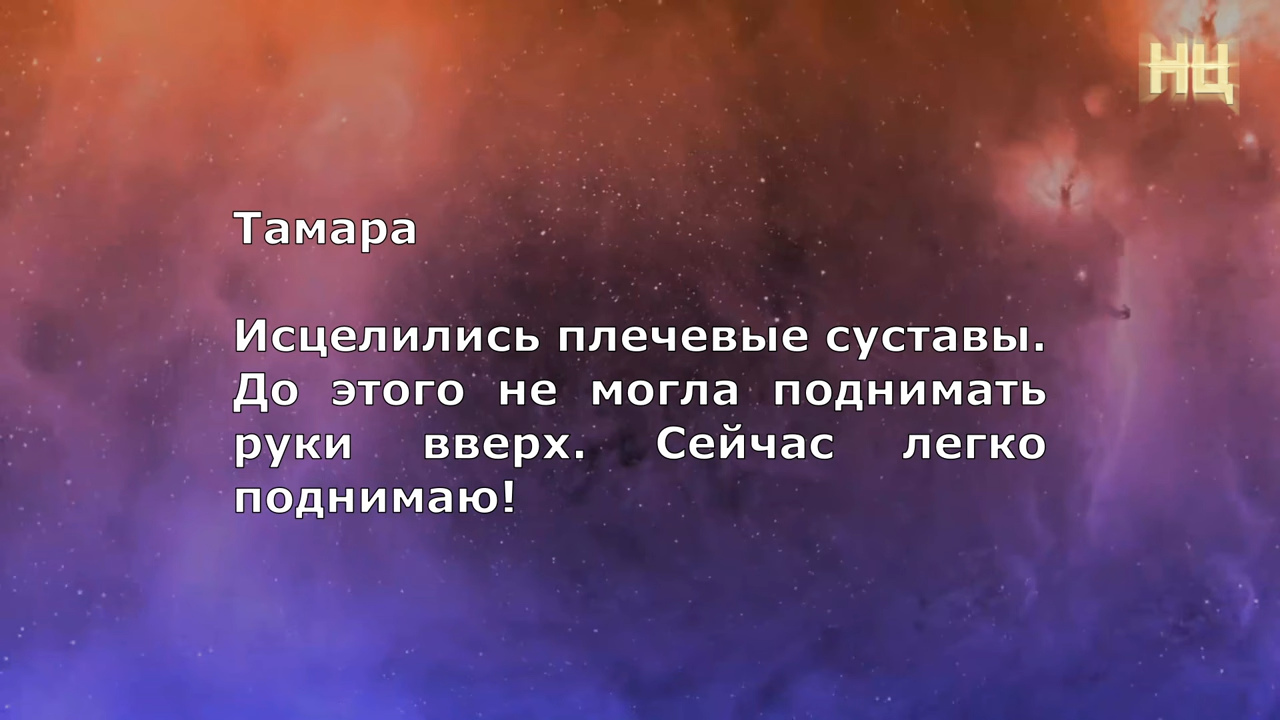 НЦ
Тамара
Исцелились плечевые суставы.
До этого не могла поднимать
руки вверх. Сейчас легко
поднимаю!